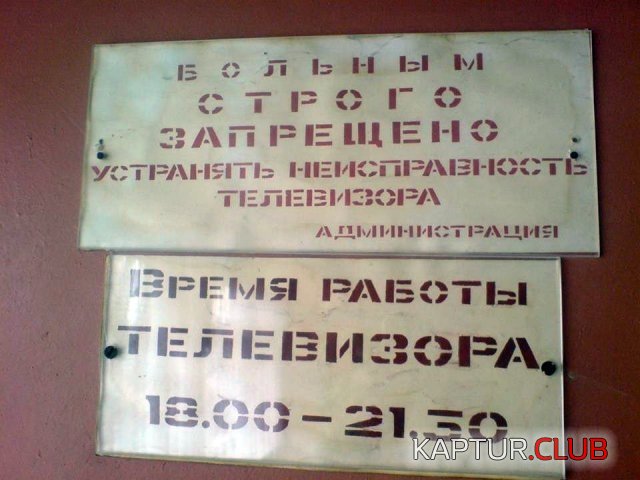 БОЛЬНЫМ
СТРОГО
ЗАПРЕЩЕНО
УСТРАНЯТЬ НЕИСПРАВНОСТЬ
ТЕЛЕВИЗОРА
АДМИНИСТРАЦИЯ
ВРЕМЯ РАБОТЫ
ТЕЛЕВИЗОРА
18.00-21.30
KAPTUR.CLUB